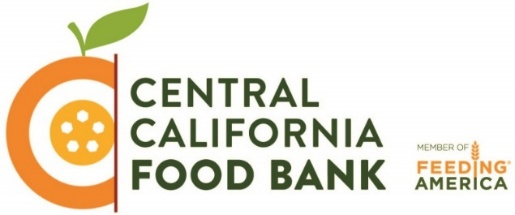 CENTRAL
CALIFORNIA
FOOD BANK
MEMBER OF
FEEDING®
AMERICA